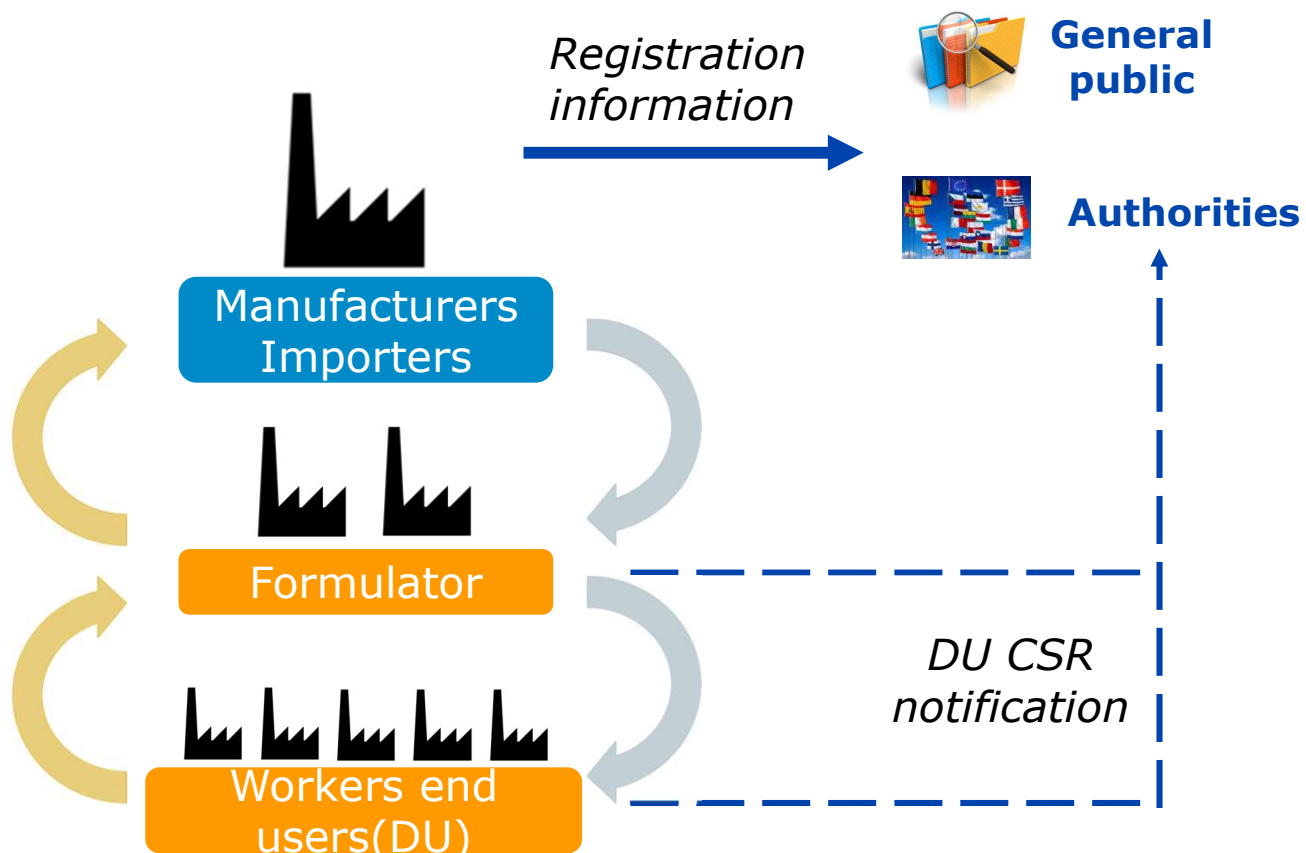 Registration
information
General
public
Authorities
Manufacturers
Importers
Formulator
DU CSR
notification
Workers end
users(DU)